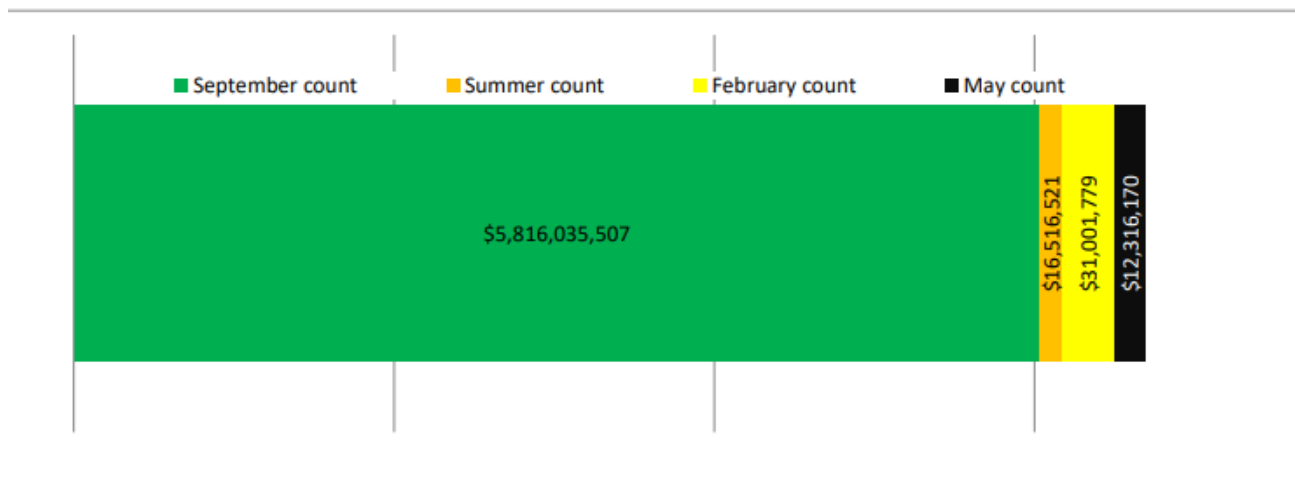 September count
Summer count
February count
May count
$5,816,035,507
$16,516,521
$31,001,779
$12,316,170